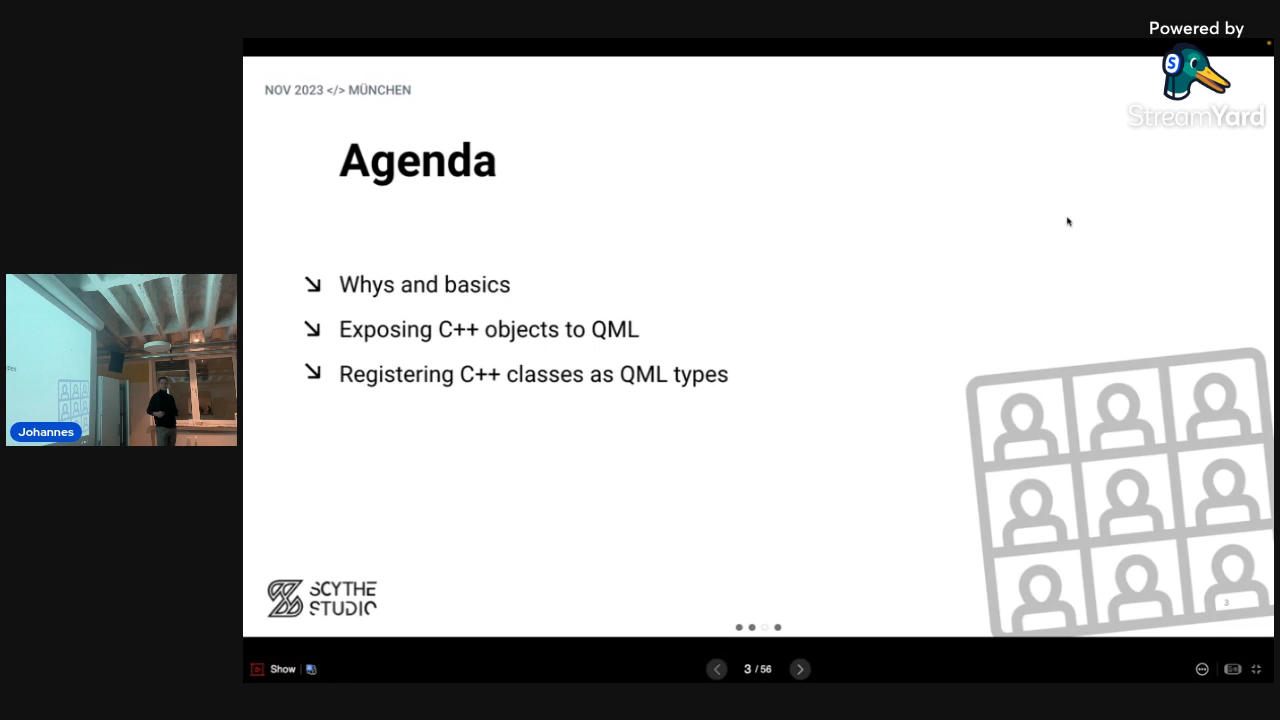 Powered by
StreamYard
NOV 2023 </> MÜNCHEN
Agenda
Whys and basics
Exposing C++ objects to QML
Registering C++ classes as QML types
Johannes
SCYTHE
STUDIO
3
Show
3 / 56